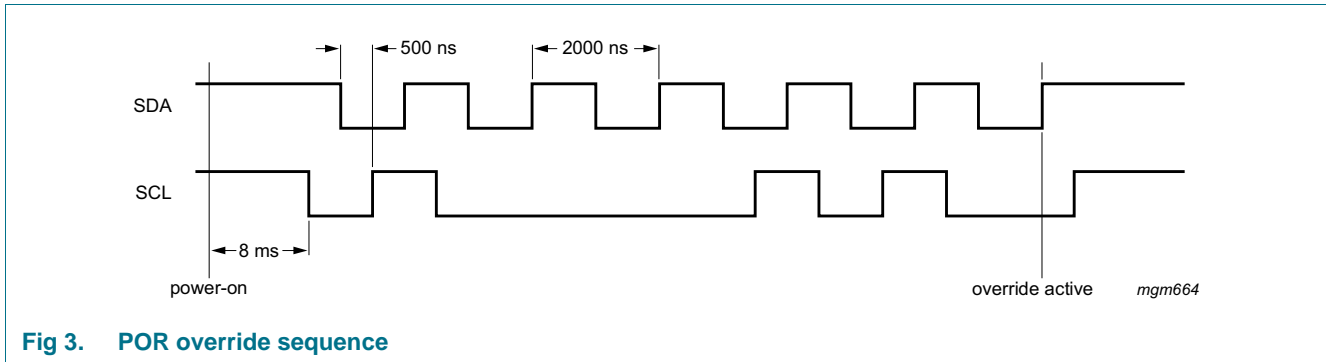 500 ns
2000 ns
SDA
SCL
8 ms
power-on
override active
mgm664
Fig 3. POR override sequence